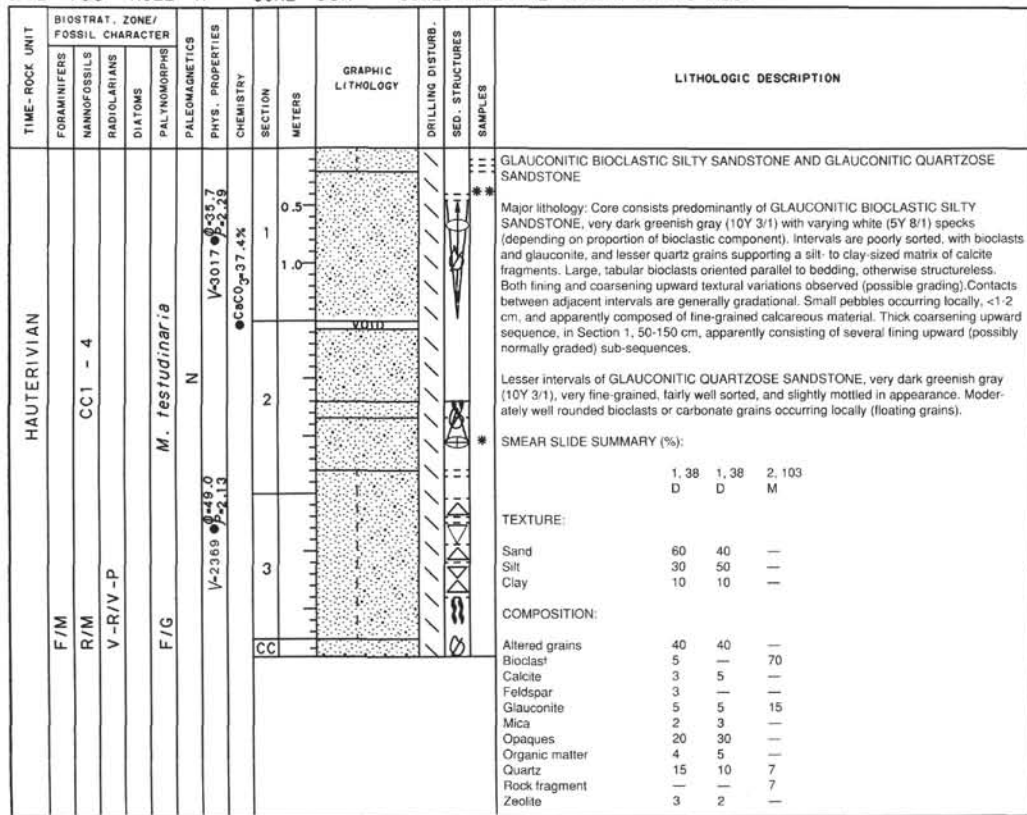 TIME-ROCK UNIT
BIOSTRAT. ZONE/
FOSSIL CHARACTER
FORAMINIFERS
NANNOFOSSILS
RADIOLARIANS
DIATOMS
PALYNOMORPHS
PALEOMAGNETICS
PHYS. PROPERTIES
CHEMISTRY
SECTION
METERS
GRAPHIC
LITHOLOGY
DRILLING DISTURB.
SED. STRUCTURES
SAMPLES
LITHOLOGIC DESCRIPTION
HAUTERIVIAN
F/M
R/M
CC1 - 4
V-R/V-P
M. testudinaria
F/G
N
V-3017 ●Ø-35.7
P-2.29
V-2369 ●Ø-49.0
P-2.13
●CaCO3-37.4%
1
2
3
CC
0.5
1.0
VOID
* *
*
GLAUCONITIC BIOCLASTIC SILTY SANDSTONE AND GLAUCONITIC QUARTZOSE
SANDSTONE
Major lithology: Core consists predominantly of GLAUCONITIC BIOCLASTIC SILTY
SANDSTONE, very dark greenish gray (10Y 3/1) with varying white (5Y 8/1) specks
(depending on proportion of bioclastic component). Intervals are poorly sorted, with bioclasts
and glauconite, and lesser quartz grains supporting a silt- to clay-sized matrix of calcite
fragments. Large, tabular bioclasts oriented parallel to bedding, otherwise structureless.
Both fining and coarsening upward textural variations observed (possible grading).Contacts
between adjacent intervals are generally gradational. Small pebbles occurring locally, <1-2
cm, and apparently composed of fine-grained calcareous material. Thick coarsening upward
sequence, in Section 1, 50-150 cm, apparently consisting of several fining upward (possibly
normally graded) sub-sequences.
Lesser intervals of GLAUCONITIC QUARTZOSE SANDSTONE, very dark greenish gray
(10Y 3/1), very fine-grained, fairly well sorted, and slightly mottled in appearance. Moder-
ately well rounded bioclasts or carbonate grains occurring locally (floating grains).
SMEAR SLIDE SUMMARY (%):
1, 38 1, 38 2, 103
D D M
TEXTURE:
Sand 60 40 —
Silt 30 50 —
Clay 10 10 —
COMPOSITION:
Altered grains 40 40 —
Bioclast 5 — 70
Calcite 3 5 —
Feldspar 3 — —
Glauconite 5 5 15
Mica 2 3 —
Opaques 20 30 —
Organic matter 4 5 —
Quartz 15 10 7
Rock fragment — — 7
Zeolite 3 2 —